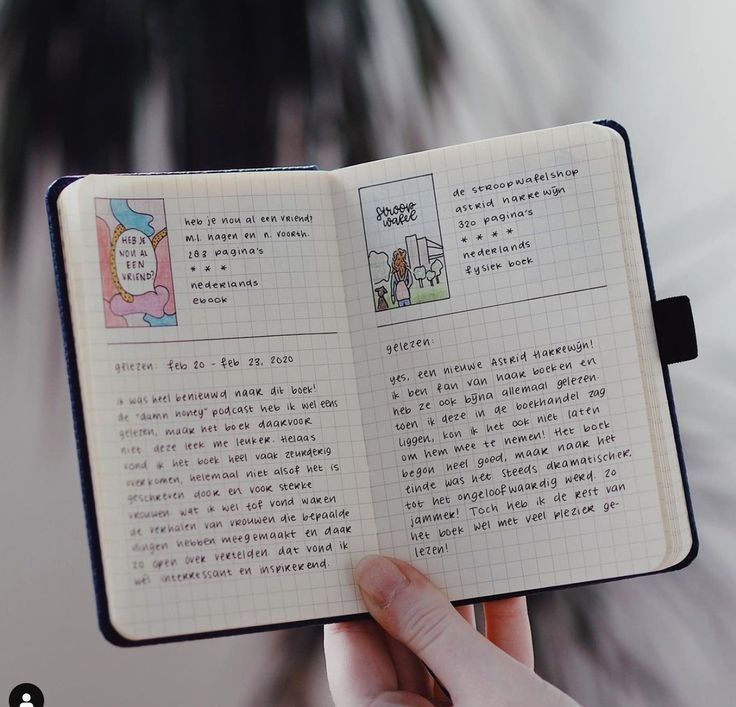 HEB JE
NOU AL
EEN
VRIEND?
heb je nou al een vriend?
m.l. hagen en n. voorth.
283 pagina's
* * *
nederlands
ebook
gelezen: feb 20 - feb 23, 2020
ik was heel benieuwd naar dit boek!
de "damn honey" podcast heb ik wel eens
gelezen, maar het boek daarvoor
niet deze leek me leuker. Helaas
vond ik het boek heel vaak zeurderig
overkomen, helemaal niet alsof het is
geschreven door en voor sterke
vrouwen. wat ik wel tof vond waren
de verhalen van vrouwen die bepaalde
dingen hebben meegemaakt en daar
zo open over vertelden. dat vond ik
wél interessant en inspirerend.
stroop
wafel
de stroopwafelshop
astrid harrewijn
320 pagina's
* * * *
nederlands
fysiek boek
gelezen:
yes, een nieuwe Astrid Harrewijn!
ik ben fan van haar boeken en
heb ze ook bijna allemaal gelezen.
toen ik deze in de boekhandel zag
liggen, kon ik het ook niet laten
om hem mee te nemen! Het boek
begon heel goed, maar naar het
einde was het steeds dramatischer,
tot het ongeloofwaardig werd. zo
jammer! Toch heb ik de rest van
het boek wel met veel plezier ge-
lezen!